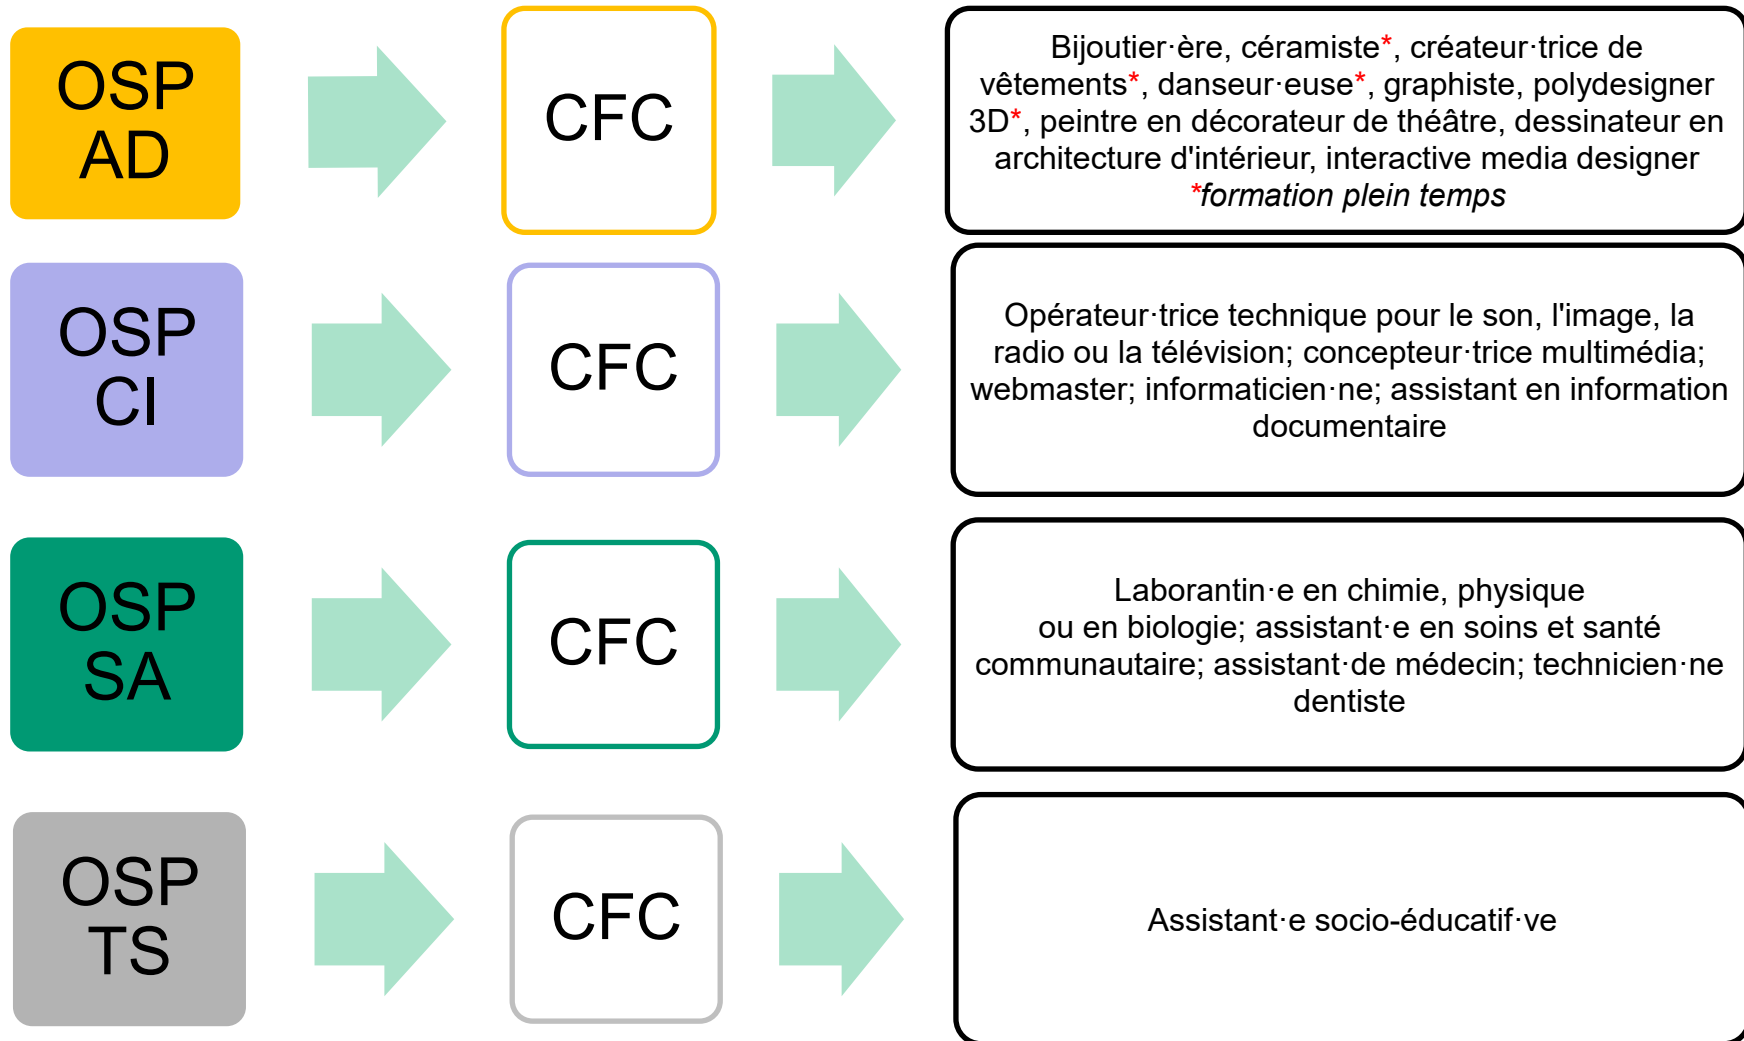 OSP
AD
CFC
Bijoutier·ère, céramiste*, créateur·trice de
vêtements*, danseur·euse*, graphiste, polydesigner
3D*, peintre en décorateur de théâtre, dessinateur en
architecture d'intérieur, interactive media designer
*formation plein temps
OSP
CI
CFC
Opérateur·trice technique pour le son, l'image, la
radio ou la télévision; concepteur·trice multimédia;
webmaster; informaticien·ne; assistant en information
documentaire
OSP
SA
CFC
Laborantin·e en chimie, physique
ou en biologie; assistant·e en soins et santé
communautaire; assistant·de médecin; technicien·ne
dentiste
OSP
TS
CFC
Assistant·e socio-éducatif·ve